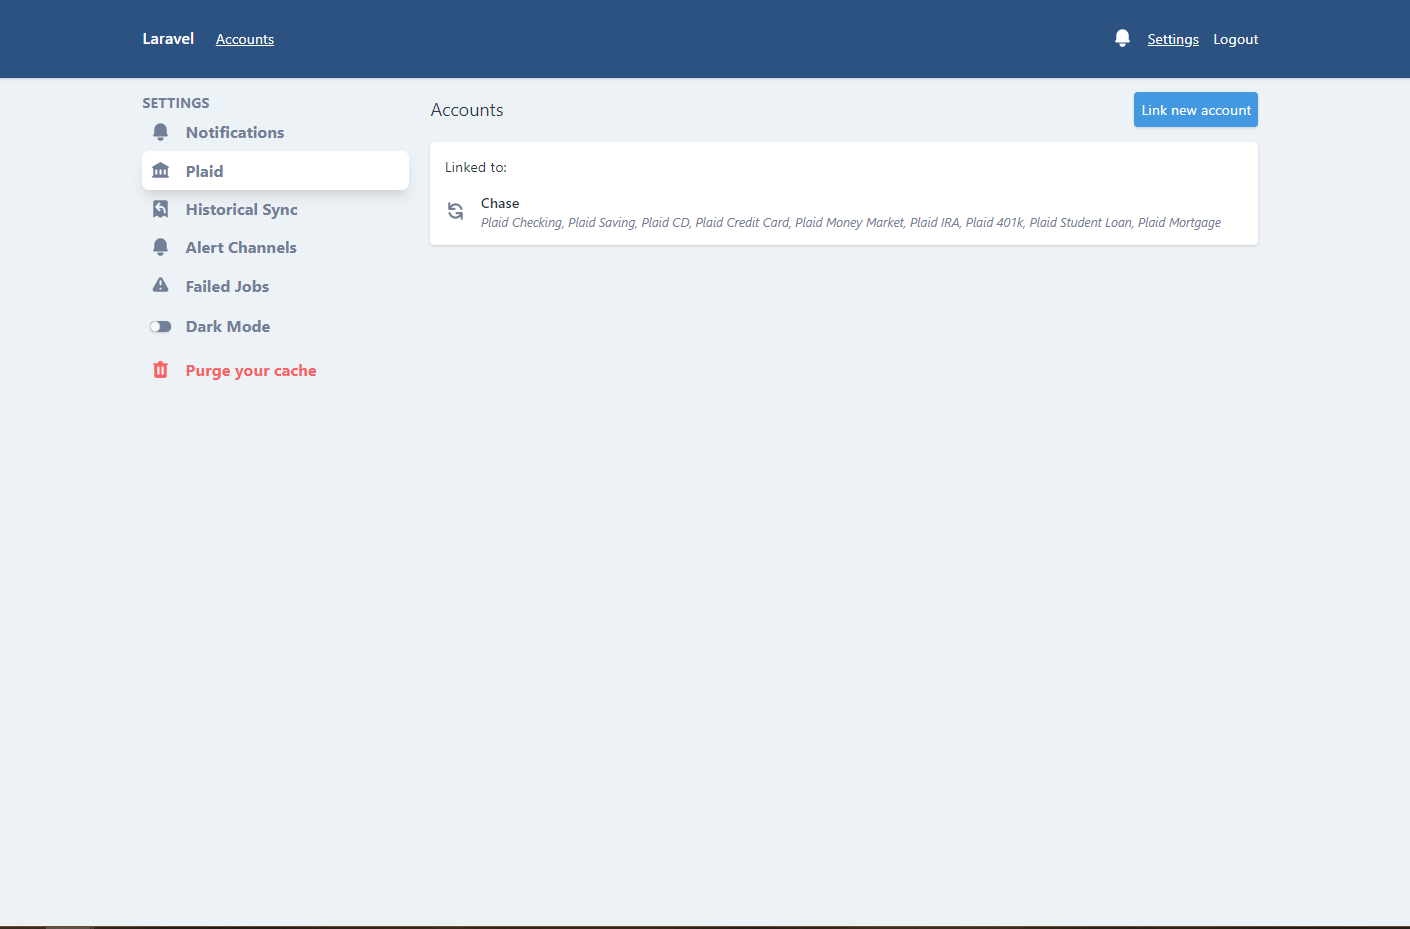 Laravel Accounts Settings Logout
SETTINGS
Notifications
Plaid
Historical Sync
Alert Channels
Failed Jobs
Dark Mode
Purge your cache
Accounts
Link new account
Linked to:
Chase
Plaid Checking, Plaid Saving, Plaid CD, Plaid Credit Card, Plaid Money Market, Plaid IRA, Plaid 401k, Plaid Student Loan, Plaid Mortgage